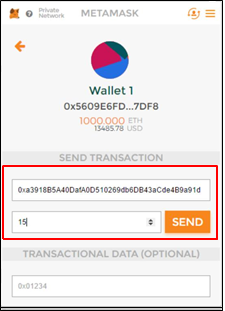 Private
Network
METAMASK
Wallet 1
0x5609E6FD...7DF8
1000.000 ETH
13485.78 USD
SEND TRANSACTION
0xa3918B5A40DafA0D510269db6DB43aCde4B9a91d
15
SEND
TRANSACTIONAL DATA (OPTIONAL)
0x01234